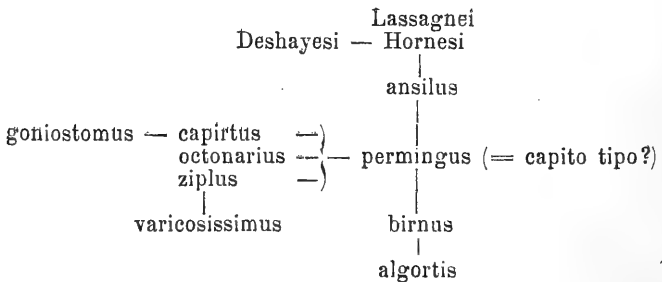 Lassagnei
Deshayesi — Hornesi
ansilus
goniostomus — capirtus —
octonarius — — permingus (= capito tipo?)
ziplus —
varicosissimus birnus
algortis